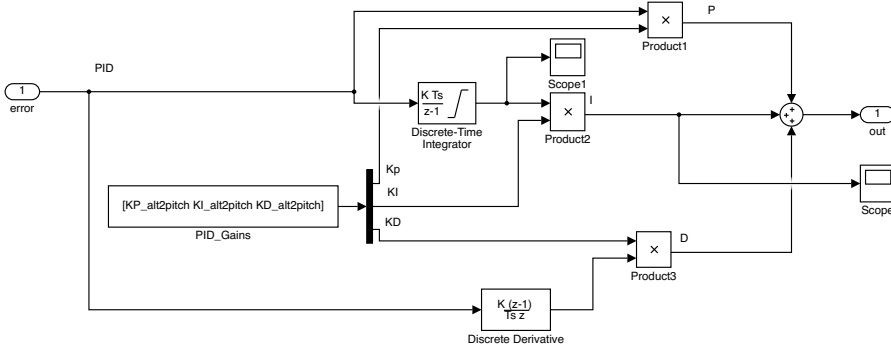 P
×
Product1
PID
1
error
Scope1
K Ts
z-1
Discrete-Time
Integrator
I
×
Product2
+
+
+
1
out
Kp
KI
[KP_alt2pitch KI_alt2pitch KD_alt2pitch]
PID_Gains
Scope
KD
D
×
Product3
K (z-1)
Ts z
Discrete Derivative